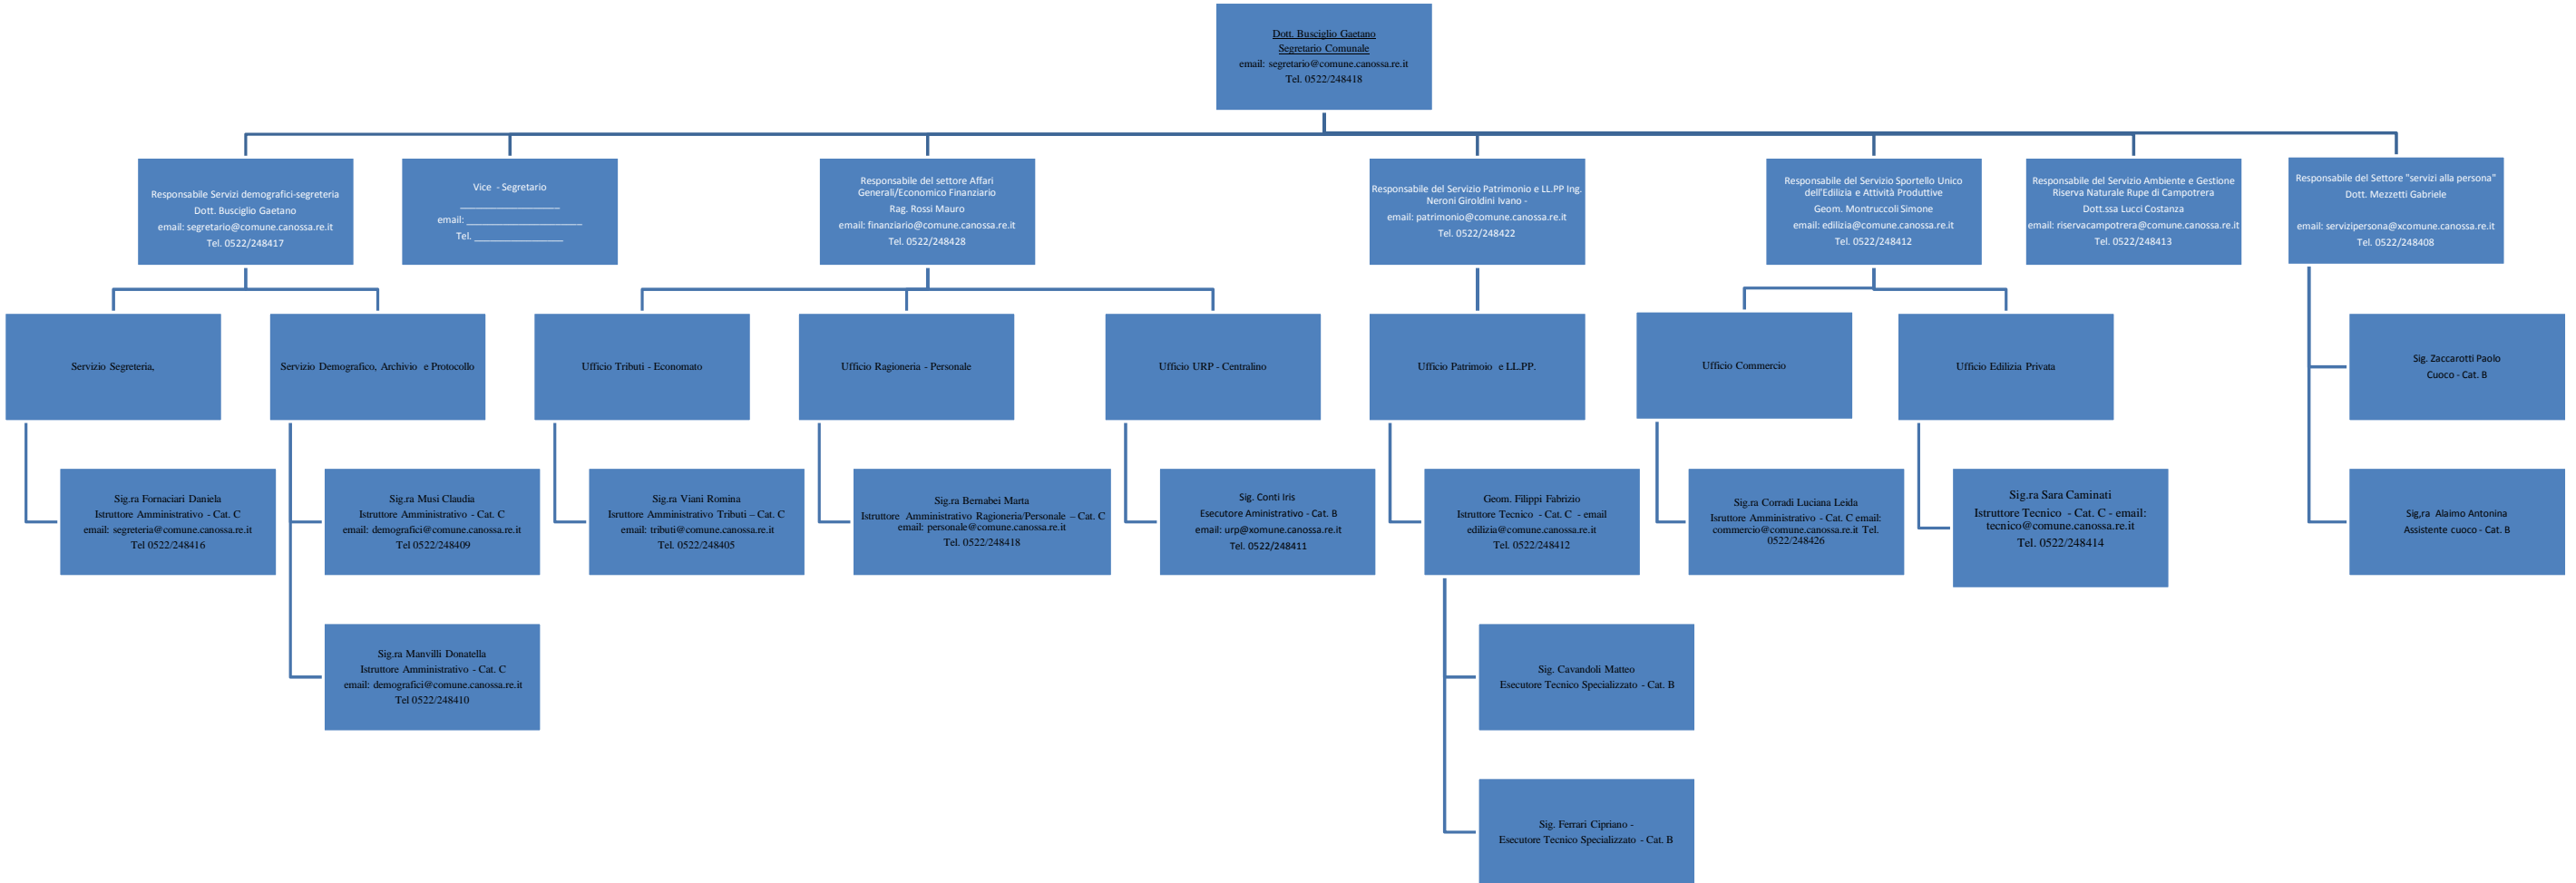 Dott. Busciglio Gaetano
Segretario Comunale
email: segretario@comune.canossa.re.it
Tel. 0522/248418
Responsabile Servizi demografici-segreteria
Dott. Busciglio Gaetano
email: segretario@comune.canossa.re.it
Tel. 0522/248417
Vice - Segretario
____________________
email: _______________________
Tel. __________________
Responsabile del settore Affari
Generali/Economico Finanziario
Rag. Rossi Mauro
email: finanziario@comune.canossa.re.it
Tel. 0522/248428
Responsabile del Servizio Patrimonio e LL.PP Ing.
Neroni Giroldini Ivano -
email: patrimonio@comune.canossa.re.it
Tel. 0522/248422
Responsabile del Servizio Sportello Unico
dell'Edilizia e Attività Produttive
Geom. Montruccoli Simone
email: edilizia@comune.canossa.re.it
Tel. 0522/248412
Responsabile del Servizio Ambiente e Gestione
Riserva Naturale Rupe di Campotrera
Dott.ssa Lucci Costanza
email: riservacampotrera@comune.canossa.re.it
Tel. 0522/248413
Responsabile del Settore "servizi alla persona"
Dott. Mezzetti Gabriele
email: servizipersona@xcomune.canossa.re.it
Tel. 0522/248408
Servizio Segreteria,
Servizio Demografico, Archivio e Protocollo
Ufficio Tributi - Economato
Ufficio Ragioneria - Personale
Ufficio URP - Centralino
Ufficio Patrimoio e LL.PP.
Ufficio Commercio
Ufficio Edilizia Privata
Sig. Zaccarotti Paolo
Cuoco - Cat. B
Sig.ra Fornaciari Daniela
Istruttore Amministrativo - Cat. C
email: segreteria@comune.canossa.re.it
Tel 0522/248416
Sig.ra Musi Claudia
Istruttore Amministrativo - Cat. C
email: demografici@comune.canossa.re.it
Tel 0522/248409
Sig.ra Viani Romina
Isruttore Amministrativo Tributi – Cat. C
email: tributi@comune.canossa.re.it
Tel. 0522/248405
Sig.ra Bernabei Marta
Istruttore Amministrativo Ragioneria/Personale – Cat. C
email: personale@comune.canossa.re.it
Tel. 0522/248418
Sig. Conti Iris
Esecutore Aministrativo - Cat. B
email: urp@xomune.canossa.re.it
Tel. 0522/248411
Geom. Filippi Fabrizio
Istruttore Tecnico - Cat. C - email
edilizia@comune.canossa.re.it
Tel. 0522/248412
Sig.ra Corradi Luciana Leida
Isruttore Amministrativo - Cat. C email:
commercio@comune.canossa.re.it Tel.
0522/248426
Sig.ra Sara Caminati
Istruttore Tecnico - Cat. C - email:
tecnico@comune.canossa.re.it
Tel. 0522/248414
Sig,ra Alaimo Antonina
Assistente cuoco - Cat. B
Sig.ra Manvilli Donatella
Istruttore Amministrativo - Cat. C
email: demografici@comune.canossa.re.it
Tel 0522/248410
Sig. Cavandoli Matteo
Esecutore Tecnico Specializzato - Cat. B
Sig. Ferrari Cipriano -
Esecutore Tecnico Specializzato - Cat. B